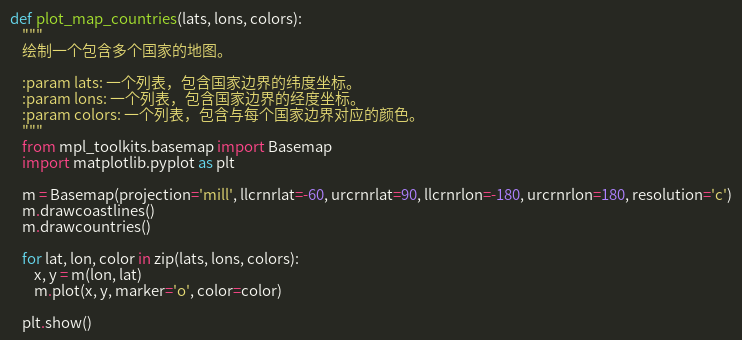 def plot_map_countries(lats, lons, colors):
"""
绘制一个包含多个国家的地图。
:param lats: 一个列表，包含国家边界的纬度坐标。
:param lons: 一个列表，包含国家边界的经度坐标。
:param colors: 一个列表，包含与每个国家边界对应的颜色。
"""
from mpl_toolkits.basemap import Basemap
import matplotlib.pyplot as plt
m = Basemap(projection='mill', llcrnrlat=-60, urcrnrlat=90, llcrnrlon=-180, urcrnrlon=180, resolution='c')
m.drawcoastlines()
m.drawcountries()
for lat, lon, color in zip(lats, lons, colors):
x, y = m(lon, lat)
m.plot(x, y, marker='o', color=color)
plt.show()